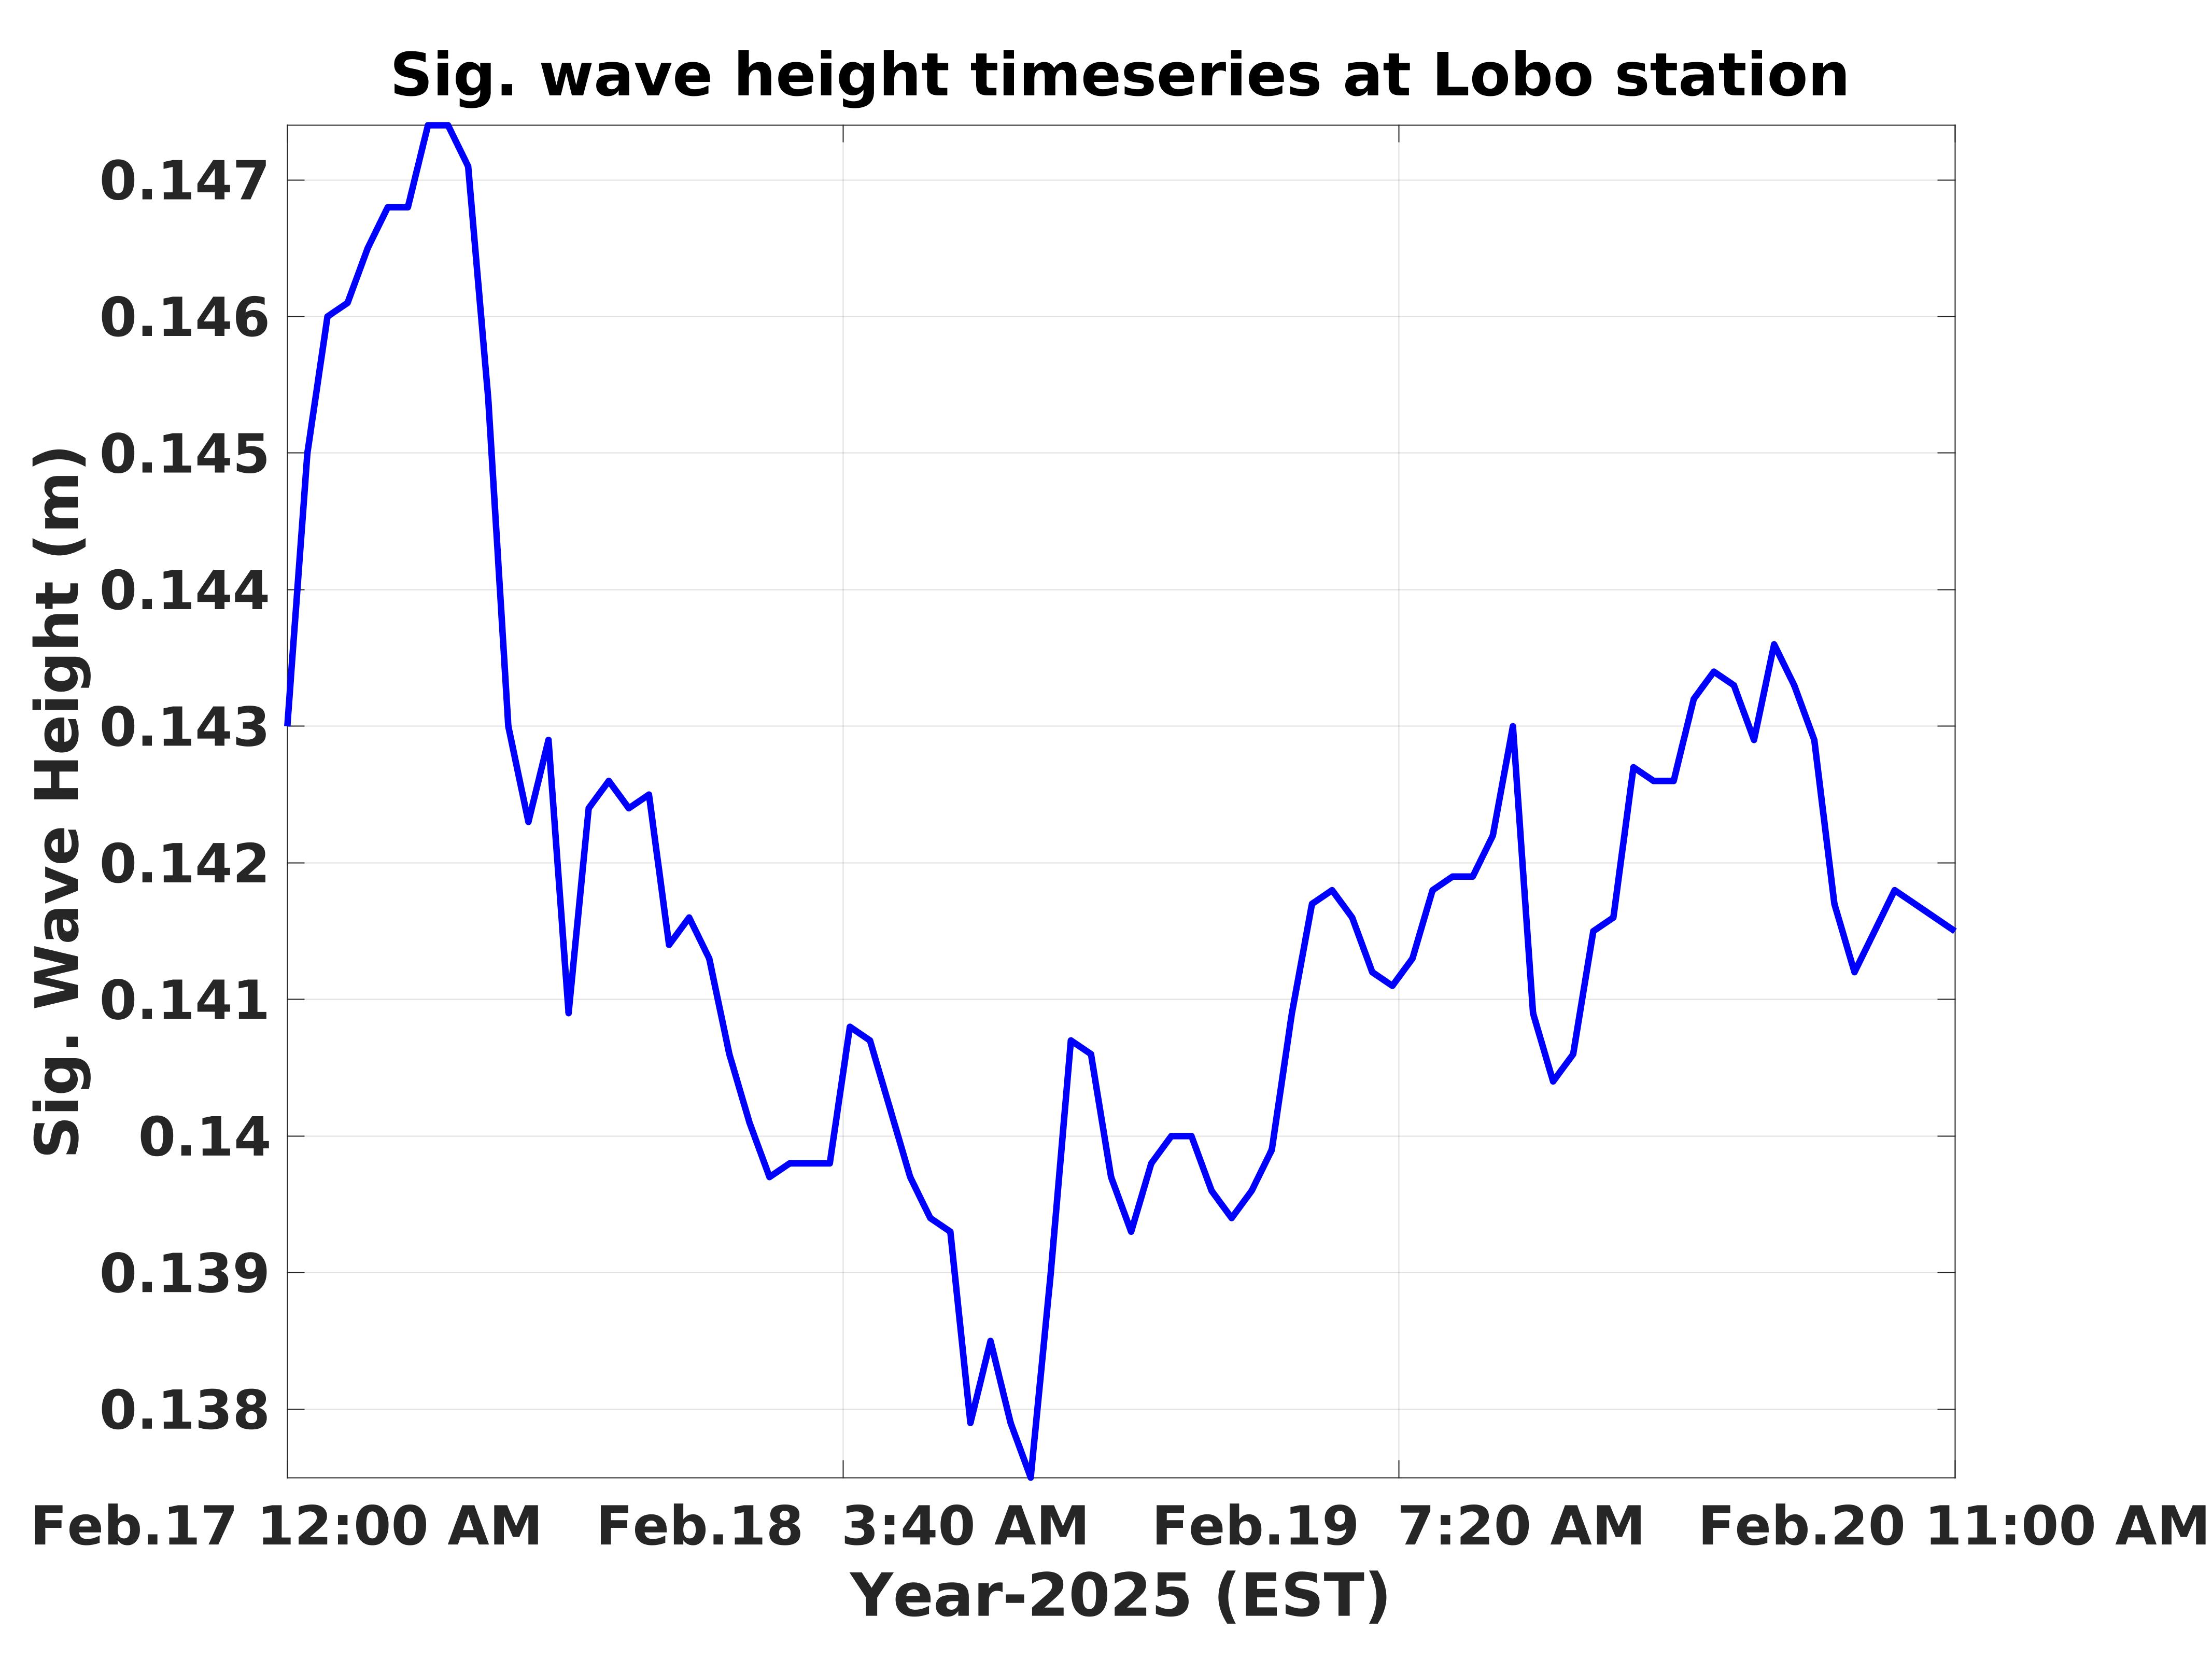 Sig. wave height timeseries at Lobo station
0.147
0.146
0.145
0.144
0.143
0.142
0.141
0.14
0.139
0.138
Sig. Wave Height (m)
Feb.17 12:00 AM Feb.18 3:40 AM Feb.19 7:20 AM Feb.20 11:00 AM
Year-2025 (EST)